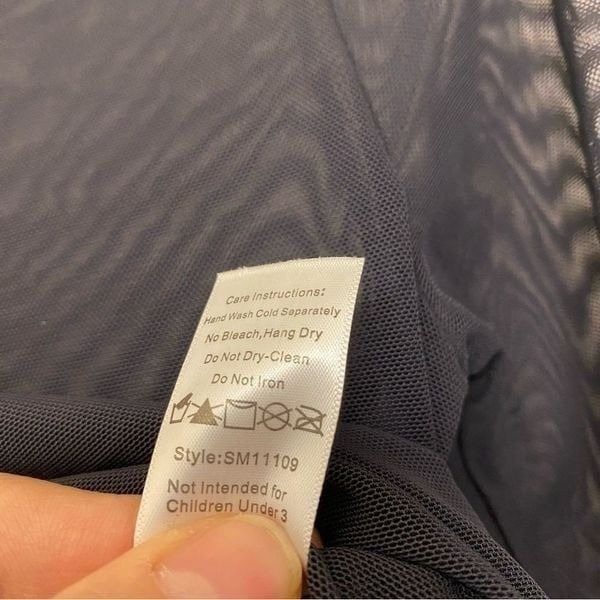 Care Instructions:
Hand Wash Cold Separately
No Bleach,Hang Dry
Do Not Dry-Clean
Do Not Iron
Style:SM11109
Not Intended for
Children Under 3